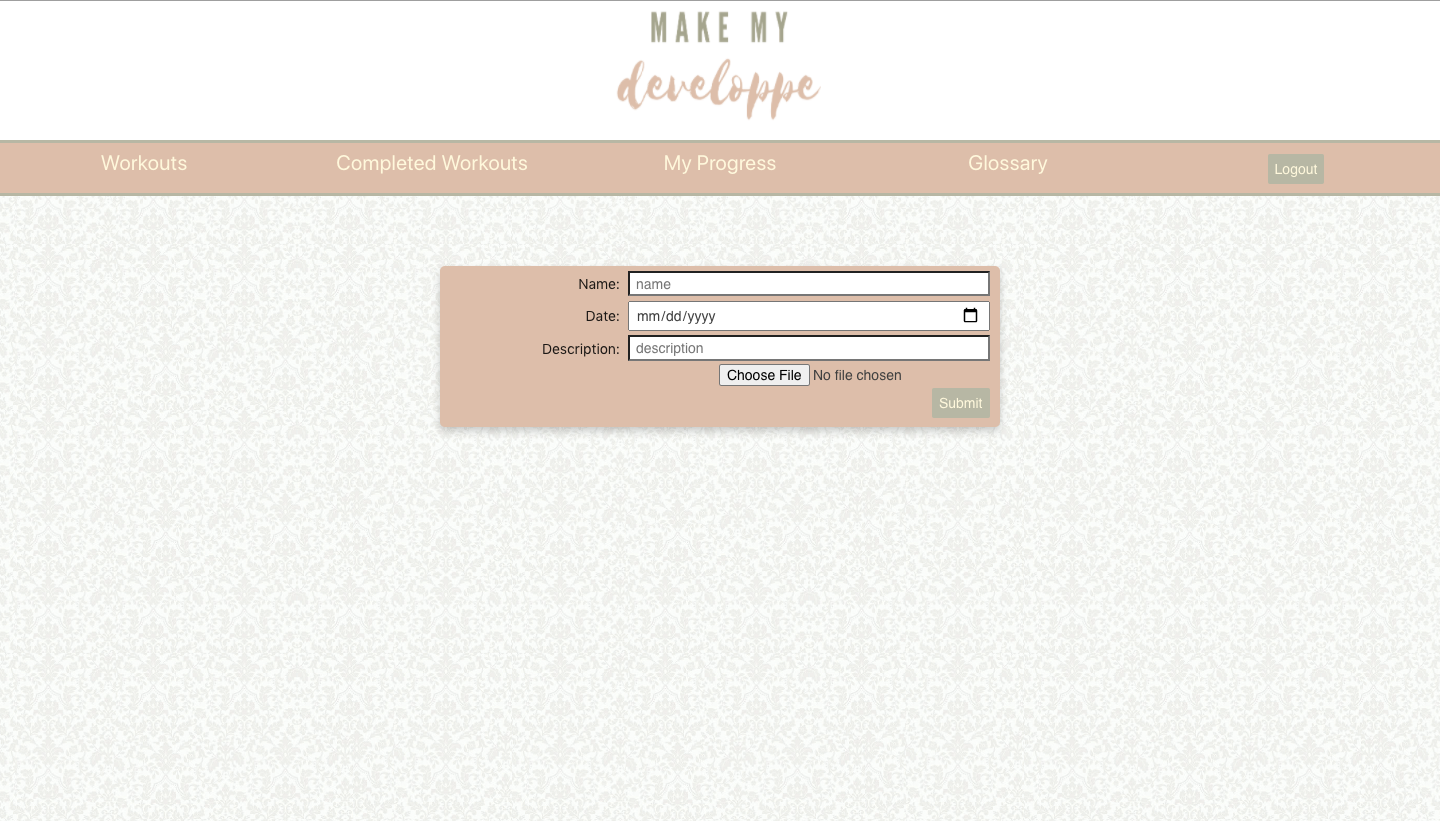 MAKE MY
developpe
Workouts Completed Workouts My Progress Glossary Logout
Name: name
Date: mm/dd/yyyy
Description: description
Choose File No file chosen
Submit